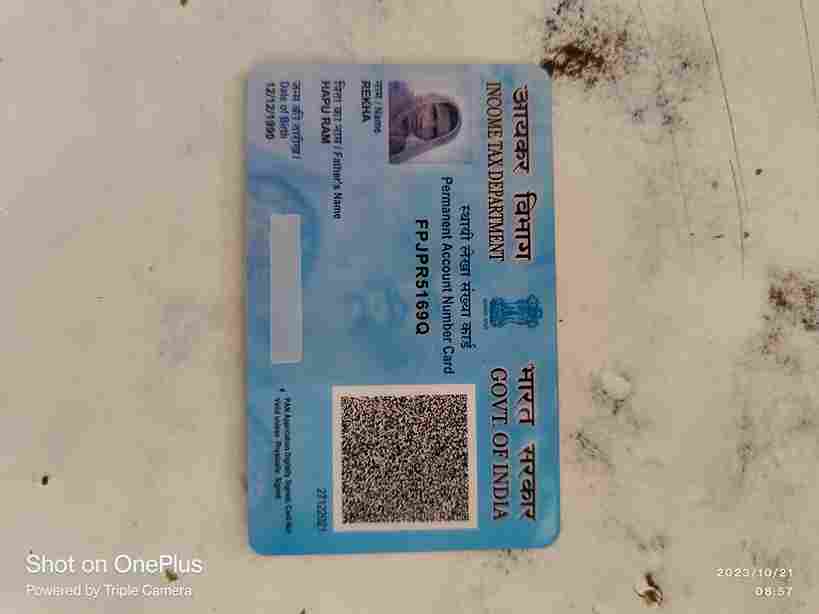 आयकर विभाग
INCOME TAX DEPARTMENT
भारत सरकार
GOVT. OF INDIA
स्थायी लेखा संख्या कार्ड
Permanent Account Number Card
FPJPR5169Q
नाम / Name
REKHA
पिता का नाम / Father's Name
HAPU RAM
जन्म की तारीख /
Date of Birth
12/12/1990
27122021
PAN Application Digitally Signed, Card Not
Valid unless Physically Signed
Shot on OnePlus
Powered by Triple Camera
2023/10/21
08:57